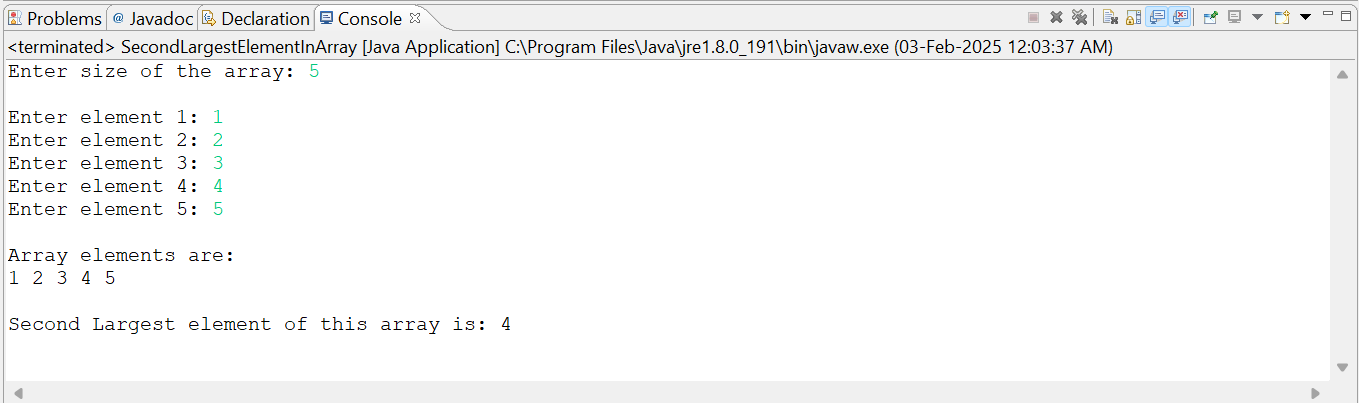 Problems @ Javadoc Declaration Console
<terminated> SecondLargestElementInArray [Java Application] C:\Program Files\Java\jre1.8.0_191\bin\javaw.exe (03-Feb-2025 12:03:37 AM)
Enter size of the array: 5
Enter element 1: 1
Enter element 2: 2
Enter element 3: 3
Enter element 4: 4
Enter element 5: 5
Array elements are:
1 2 3 4 5
Second Largest element of this array is: 4